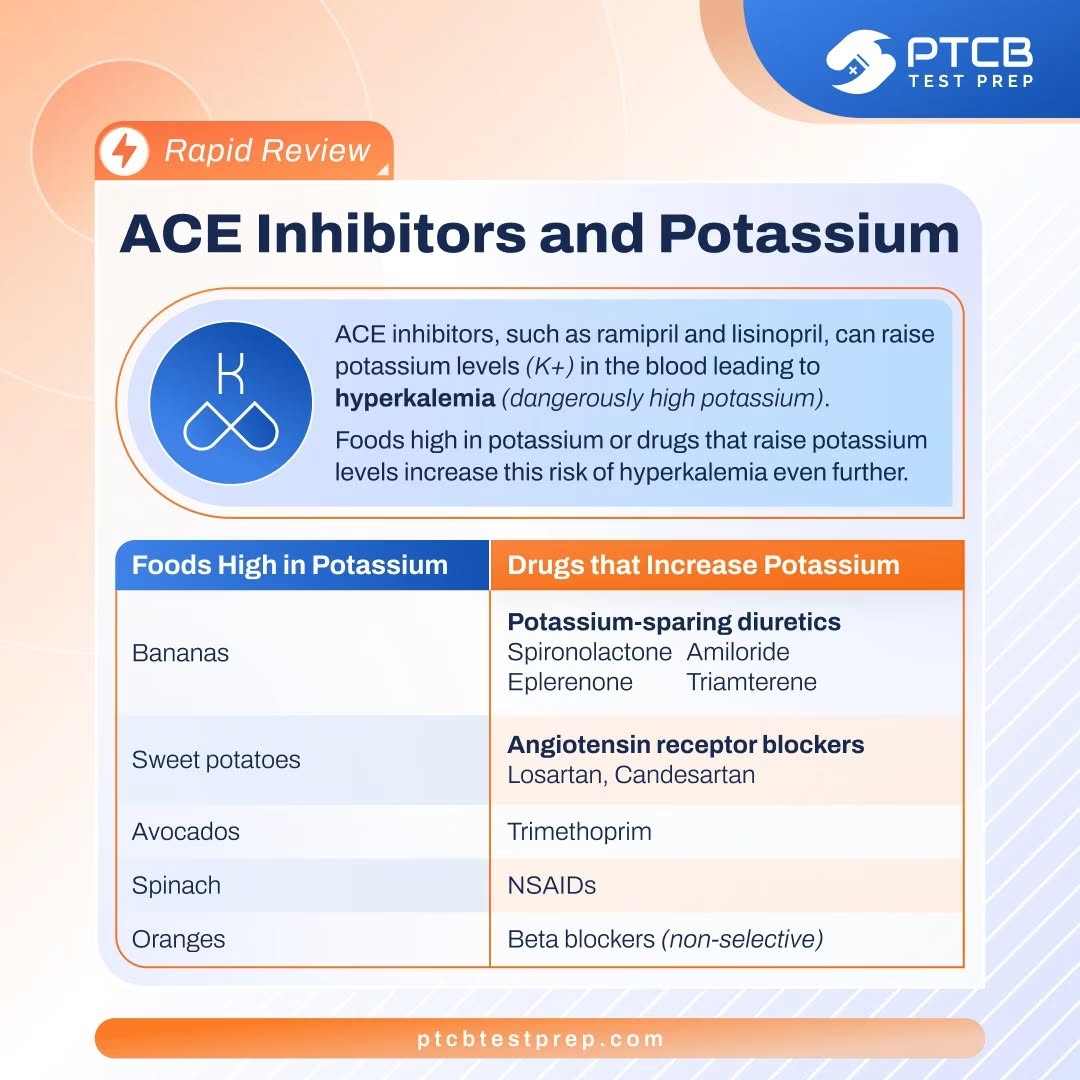 PTCB
TEST PREP
Rapid Review
ACE Inhibitors and Potassium
K
ACE inhibitors, such as ramipril and lisinopril, can raise
potassium levels (K+) in the blood leading to
hyperkalemia (dangerously high potassium).
Foods high in potassium or drugs that raise potassium
levels increase this risk of hyperkalemia even further.
Foods High in Potassium
Drugs that Increase Potassium
Bananas
Potassium-sparing diuretics
Spironolactone Amiloride
Eplerenone Triamterene
Sweet potatoes
Angiotensin receptor blockers
Losartan, Candesartan
Avocados
Trimethoprim
Spinach
NSAIDs
Oranges
Beta blockers (non-selective)
ptcbtestprep.com